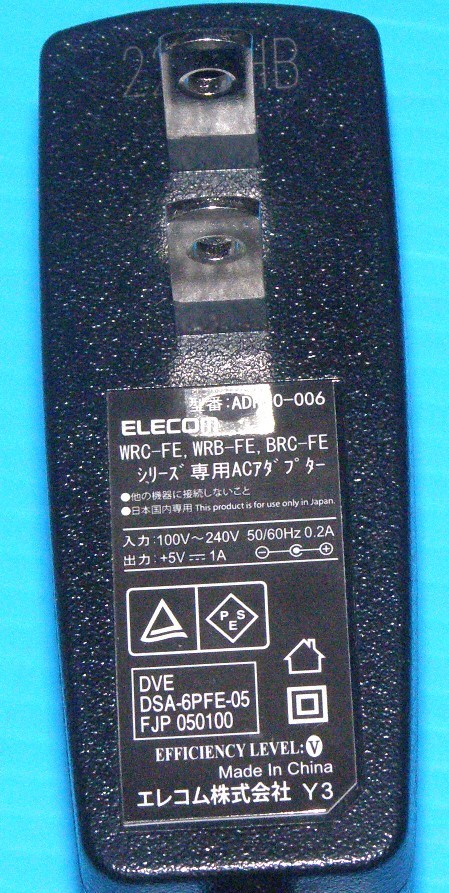 ELECOM
WRC-FE, WRB-FE, BRC-FE
ｼﾘｰｽﾞ専用ACｱﾀﾞﾌﾟﾀｰ
●他の機器に接続しないこと
●日本国内専用 This product is for use only in Japan.
入力:100V～240V 50/60Hz 0.2A
出力:+5V⎓1A
PSE
DVE
DSA-6PFE-05
FJP 050100
EFFICIENCY LEVEL:Ⓥ
Made In China
エレコム株式会社 Y3